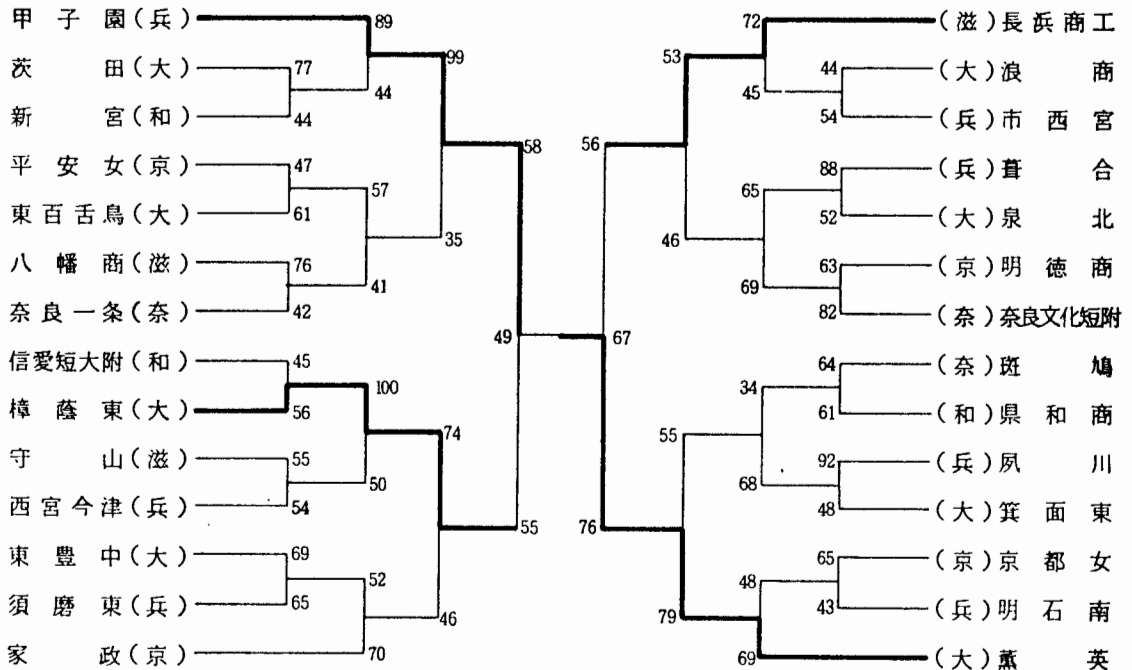 甲子園(兵) 89 72 (滋)長浜商工
99 53
茨田(大) 77 44 (大)浪商
44 45
新宮(和) 44 54 (兵)市西宮
58 56
平安女(京) 47 88 (兵)葺合
57 65
東百舌鳥(大) 61 52 (大)泉北
35 46
八幡商(滋) 76 63 (京)明徳商
41 69
奈良一条(奈) 42 82 (奈)奈良文化短附
49 67
信愛短大附(和) 45 64 (奈)斑鳩
100 34
樟蔭東(大) 56 61 (和)県和商
74 55
守山(滋) 55 92 (兵)夙川
50 68
西宮今津(兵) 54 48 (大)箕面東
55 76
東豊中(大) 69 65 (京)京都女
52 48
須磨東(兵) 65 43 (兵)明石南
46 79
家政(京) 70 69 (大)薫英